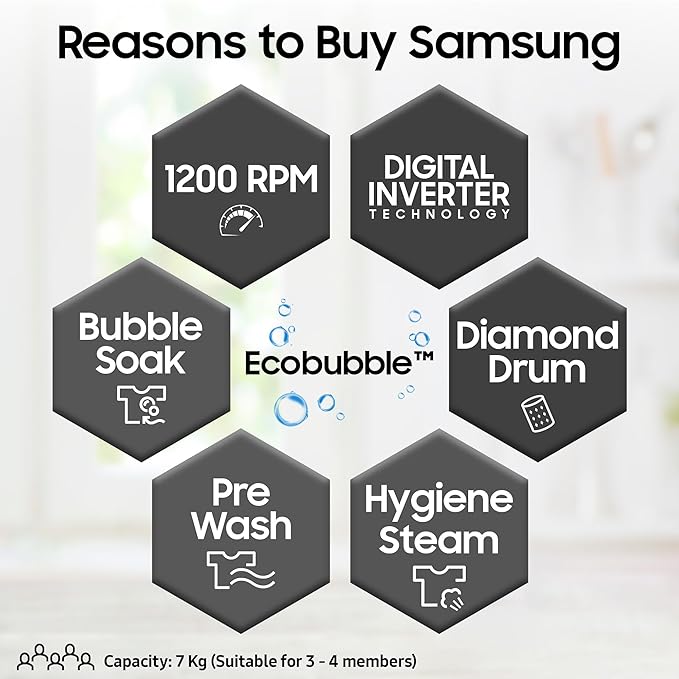 Reasons to Buy Samsung
1200 RPM
DIGITAL
INVERTER
TECHNOLOGY
Bubble
Soak
Ecobubble™
Diamond
Drum
Pre
Wash
Hygiene
Steam
Capacity: 7 Kg (Suitable for 3 - 4 members)